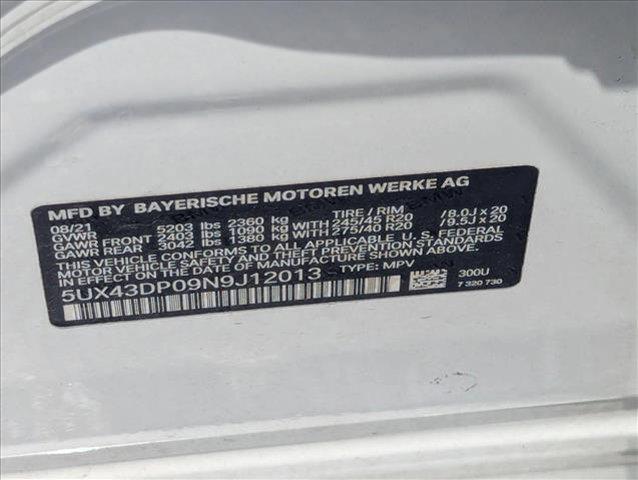 MFD BY BAYERISCHE MOTOREN WERKE AG
08/21 TIRE / RIM
GVWR 5203 lbs 2360 kg
GAWR FRONT 2403 lbs 1090 kg WITH 245/45 R20 /8.0J x 20
GAWR REAR 3042 lbs 1380 kg WITH 275/40 R20 /9.5J x 20
THIS VEHICLE CONFORMS TO ALL APPLICABLE U.S. FEDERAL
MOTOR VEHICLE SAFETY AND THEFT PREVENTION STANDARDS
IN EFFECT ON THE DATE OF MANUFACTURE SHOWN ABOVE.
5UX43DP09N9J12013 TYPE: MPV
300U
7 320 730